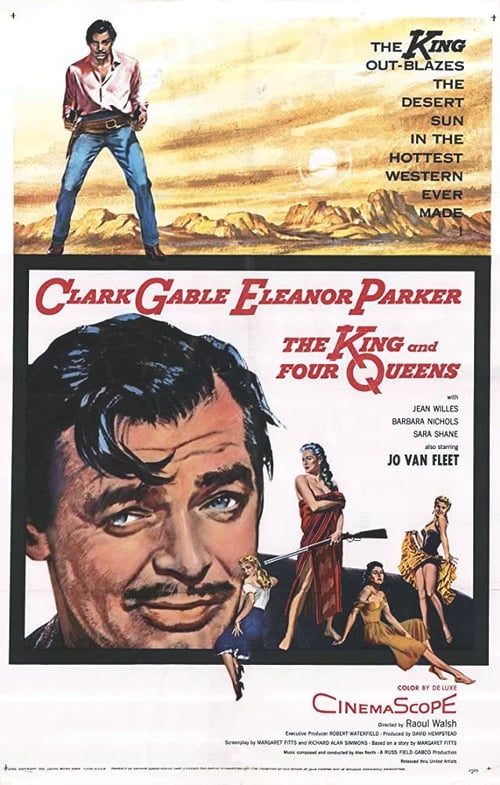 THE KING
OUT-BLAZES
THE
DESERT
SUN
IN THE
HOTTEST
WESTERN
EVER
MADE
CLARK GABLE ELEANOR PARKER
THE KING and
FOUR QUEENS
with
JEAN WILLES
BARBARA NICHOLS
SARA SHANE
also starring
JO VAN FLEET
COLOR BY DE LUXE
CINEMASCOPE
Directed by Raoul Walsh
Executive Producer ROBERT WATERFIELD - Produced by DAVID HEMPSTEAD
Screenplay by MARGARET FITTS and RICHARD ALAN SIMMONS - Based on a story by MARGARET FITTS
Music composed and conducted by Alex North - A RUSS-FIELD-GABCO Production
Released thru United Artists